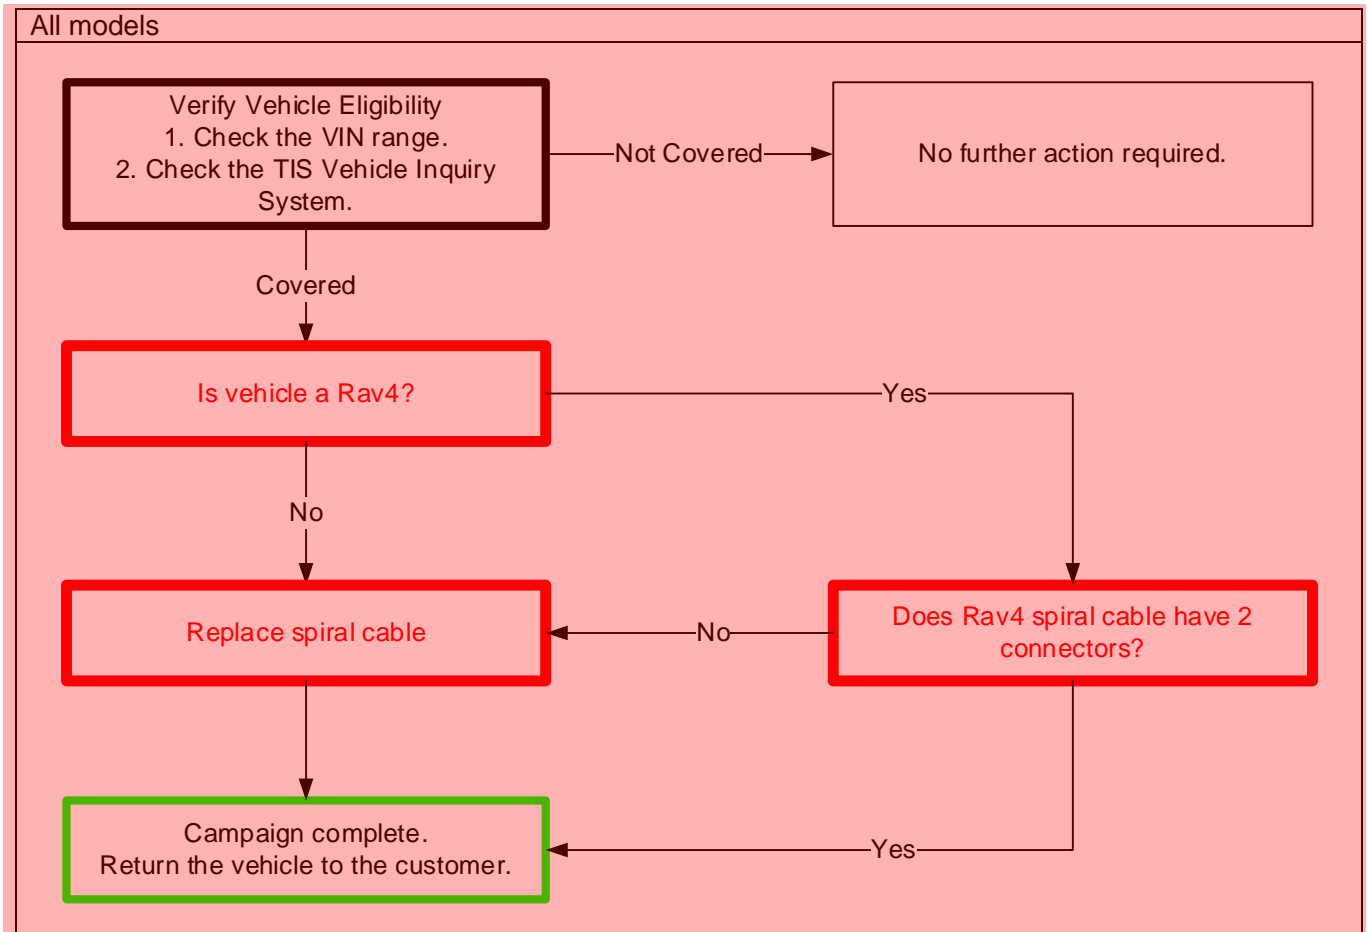 All models
Verify Vehicle Eligibility
1. Check the VIN range.
2. Check the TIS Vehicle Inquiry
System.
Not Covered
No further action required.
Covered
Is vehicle a Rav4?
Yes
No
Replace spiral cable
No
Does Rav4 spiral cable have 2
connectors?
Campaign complete.
Return the vehicle to the customer.
Yes